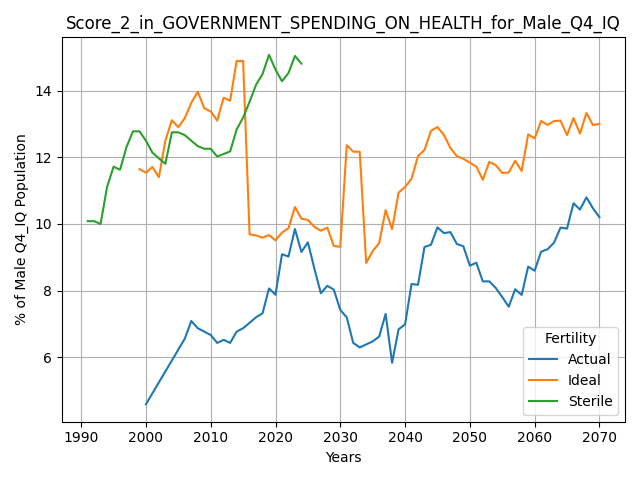 Score_2_in_GOVERNMENT_SPENDING_ON_HEALTH_for_Male_Q4_IQ
% of Male Q4_IQ Population
14
12
10
8
6
Fertility
Actual
Ideal
Sterile
1990 2000 2010 2020 2030 2040 2050 2060 2070
Years